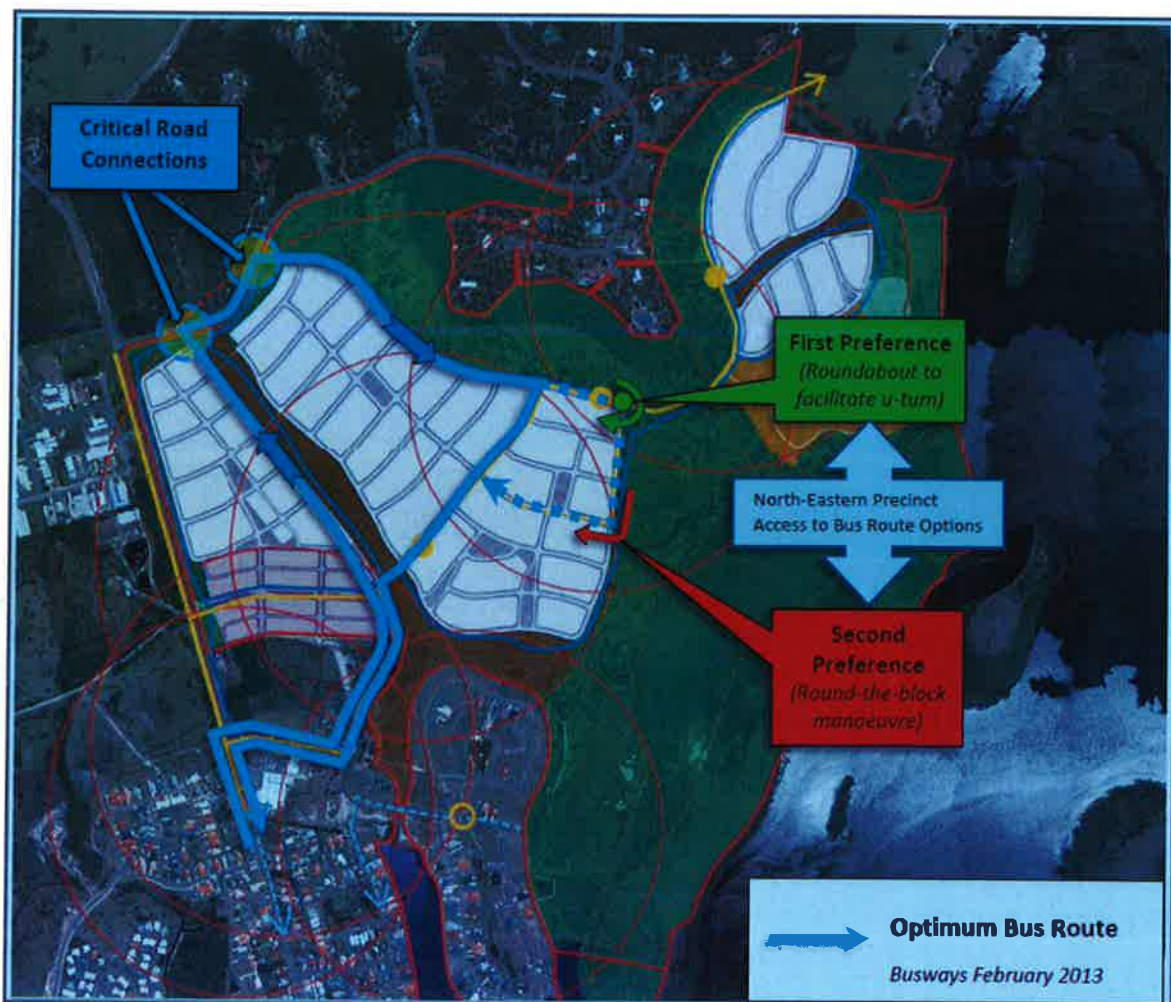 Critical Road
Connections
First Preference
(Roundabout to
facilitate u-turn)
North-Eastern Precinct
Access to Bus Route Options
Second
Preference
(Round-the-block
manoeuvre)
Optimum Bus Route
Busways February 2013